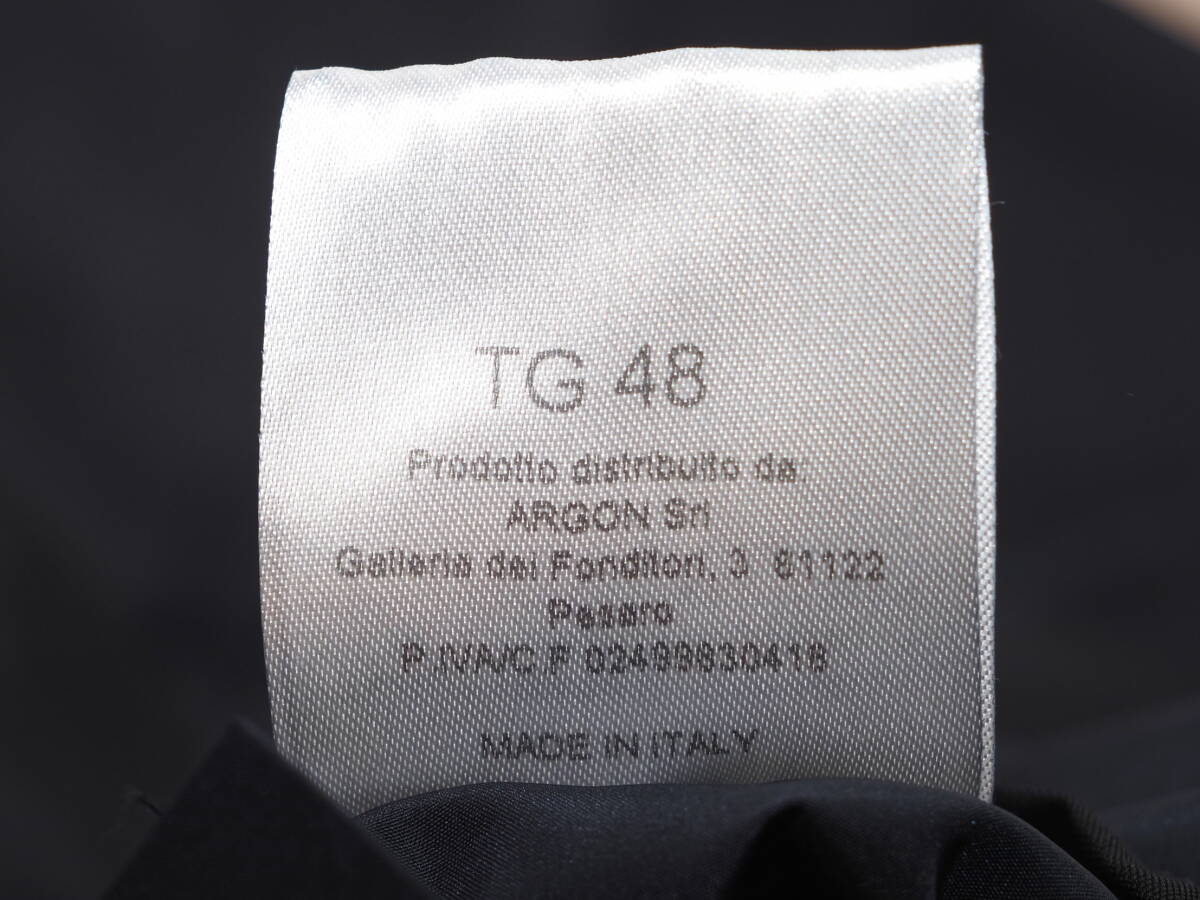 TG 48
Prodotto distribuito da:
ARGON Srl
Galleria dei Fonditori, 3 61122
Pesaro
P.IVA/C.F 02499830418
MADE IN ITALY